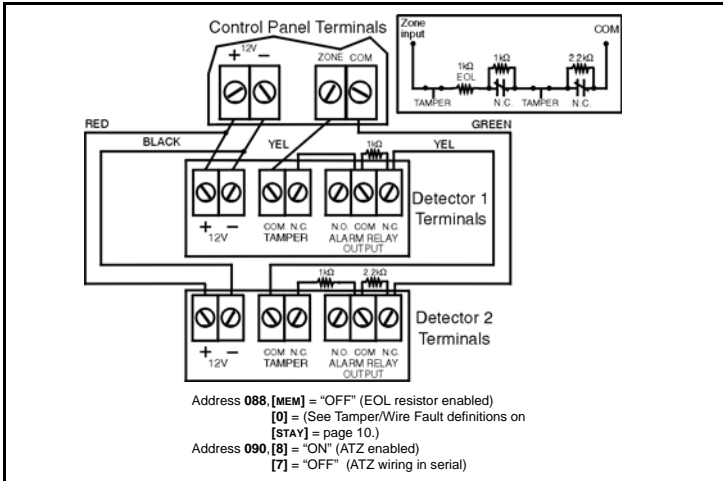 Control Panel Terminals
12V
+ −
ZONE COM
Zone input
COM
1kΩ
EOL
1kΩ
2.2kΩ
TAMPER
N.C.
TAMPER
N.C.
RED
BLACK
YEL
GREEN
1kΩ
YEL
Detector 1 Terminals
+ −
12V
COM N.C.
TAMPER
N.O. COM N.C.
ALARM RELAY
OUTPUT
1kΩ
2.2kΩ
Detector 2 Terminals
+ −
12V
COM N.C.
TAMPER
N.O. COM N.C.
ALARM RELAY
OUTPUT
Address 088, [MEM] = “OFF” (EOL resistor enabled)
[0] = (See Tamper/Wire Fault definitions on
[STAY] = page 10.)
Address 090, [8] = “ON” (ATZ enabled)
[7] = “OFF” (ATZ wiring in serial)